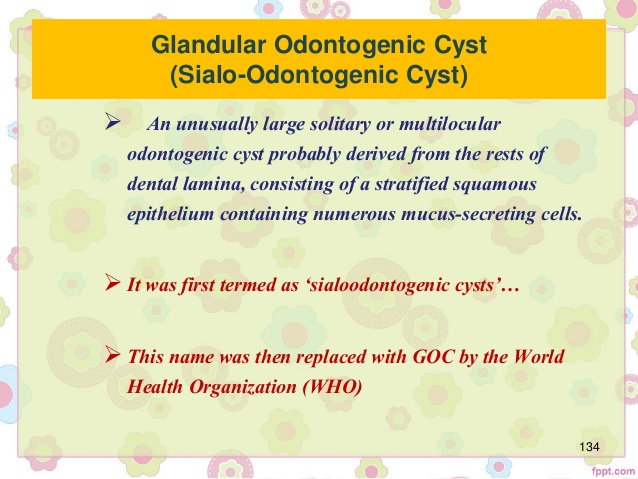 Glandular Odontogenic Cyst
(Sialo-Odontogenic Cyst)
➢ An unusually large solitary or multilocular
odontogenic cyst probably derived from the rests of
dental lamina, consisting of a stratified squamous
epithelium containing numerous mucus-secreting cells.
➢ It was first termed as ‘sialoodontogenic cysts’…
➢ This name was then replaced with GOC by the World
Health Organization (WHO)
134
fppt.com